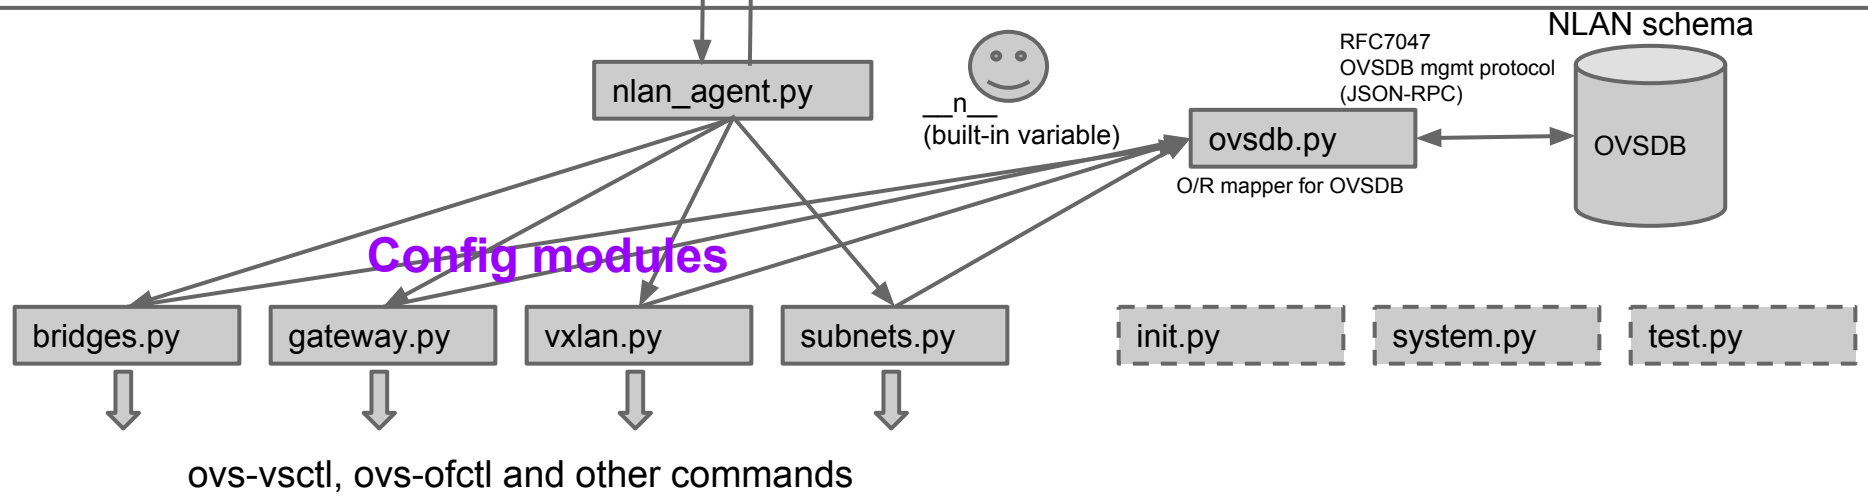 NLAN schema
RFC7047
OVSDB mgmt protocol
(JSON-RPC)
nlan_agent.py
__n__
(built-in variable)
ovsdb.py
OVSDB
O/R mapper for OVSDB
Config modules
bridges.py
gateway.py
vxlan.py
subnets.py
init.py
system.py
test.py
ovs-vsctl, ovs-ofctl and other commands